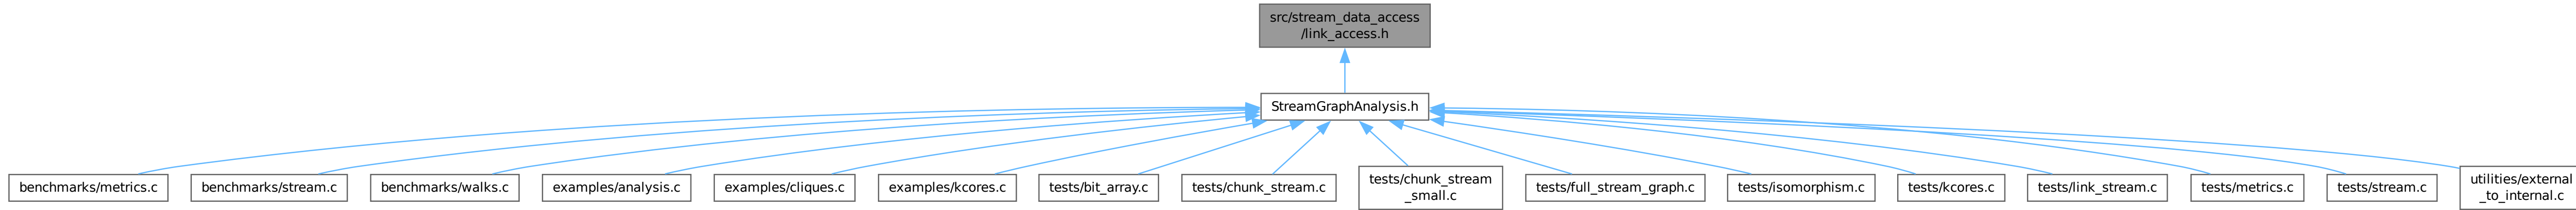 src/stream_data_access
/link_access.h
StreamGraphAnalysis.h
benchmarks/metrics.c
benchmarks/stream.c
benchmarks/walks.c
examples/analysis.c
examples/cliques.c
examples/kcores.c
tests/bit_array.c
tests/chunk_stream.c
tests/chunk_stream
_small.c
tests/full_stream_graph.c
tests/isomorphism.c
tests/kcores.c
tests/link_stream.c
tests/metrics.c
tests/stream.c
utilities/external
_to_internal.c